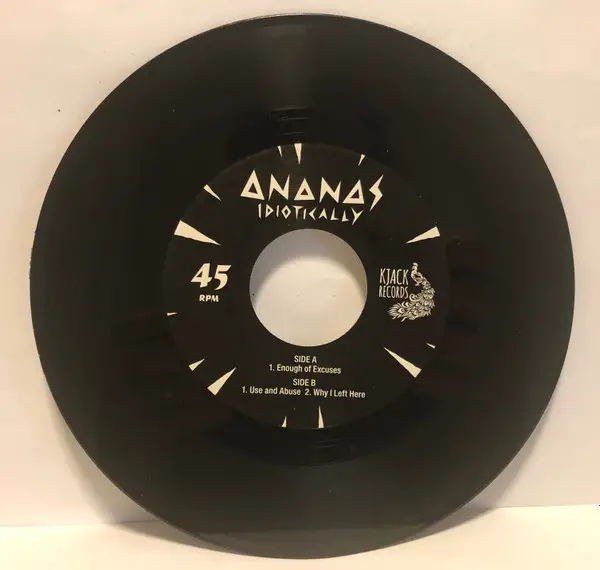 ANANAS
IDIOTICALLY
45
RPM
KJACK
RECORDS
SIDE A
1. Enough of Excuses
SIDE B
1. Use and Abuse 2. Why I Left Here